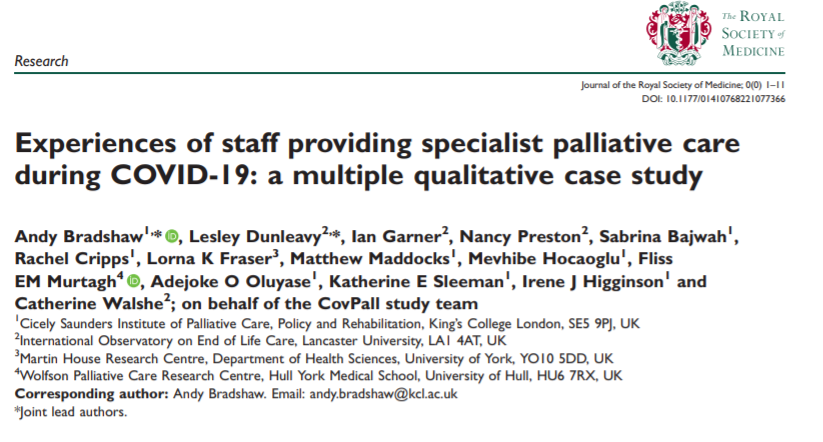 The ROYAL
SOCIETY of
MEDICINE
Research
Journal of the Royal Society of Medicine; 0(0) 1–11
DOI: 10.1177/01410768221077366
Experiences of staff providing specialist palliative care
during COVID-19: a multiple qualitative case study
Andy Bradshaw1,* iD, Lesley Dunleavy2,*, Ian Garner2, Nancy Preston2, Sabrina Bajwah1,
Rachel Cripps1, Lorna K Fraser3, Matthew Maddocks1, Mevhibe Hocaoglu1, Fliss
EM Murtagh4 iD, Adejoke O Oluyase1, Katherine E Sleeman1, Irene J Higginson1 and
Catherine Walshe2; on behalf of the CovPall study team
1Cicely Saunders Institute of Palliative Care, Policy and Rehabilitation, King's College London, SE5 9PJ, UK
2International Observatory on End of Life Care, Lancaster University, LA1 4AT, UK
3Martin House Research Centre, Department of Health Sciences, University of York, YO10 5DD, UK
4Wolfson Palliative Care Research Centre, Hull York Medical School, University of Hull, HU6 7RX, UK
Corresponding author: Andy Bradshaw. Email: andy.bradshaw@kcl.ac.uk
*Joint lead authors.